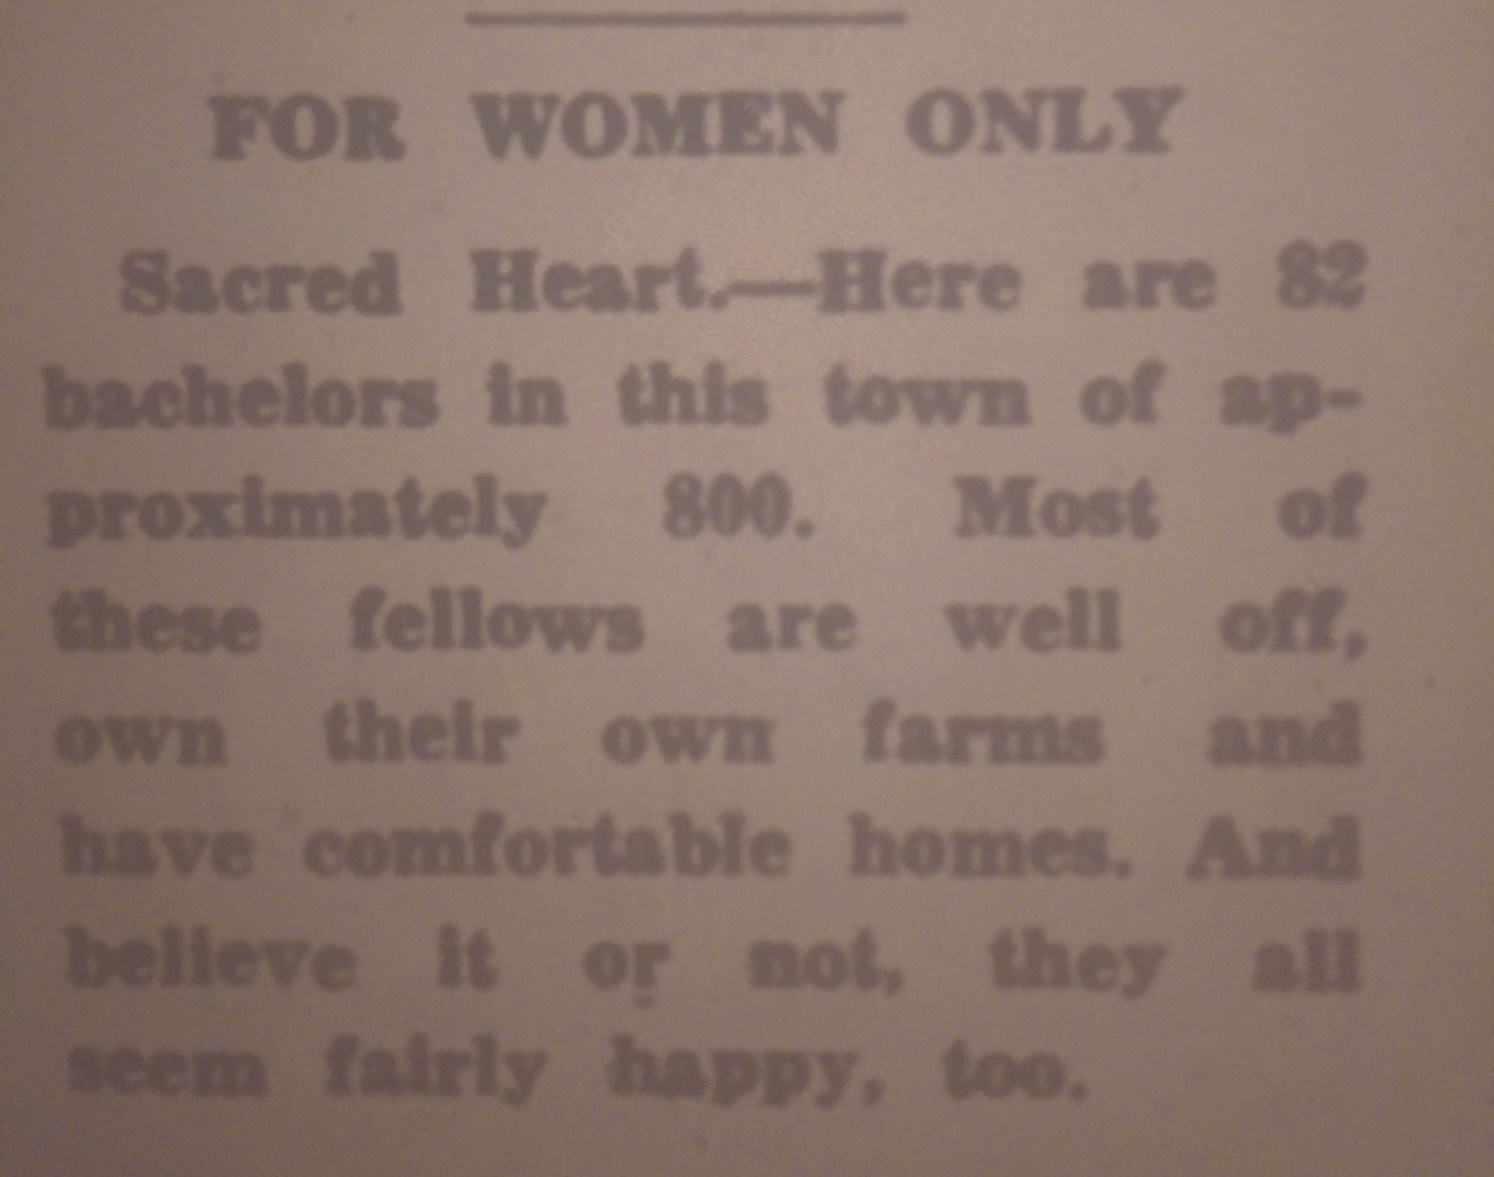 FOR WOMEN ONLY
Sacred Heart.—Here are 82
bachelors in this town of ap-
proximately 800. Most of
these fellows are well off,
own their own farms and
have comfortable homes. And
believe it or not, they all
seem fairly happy, too.